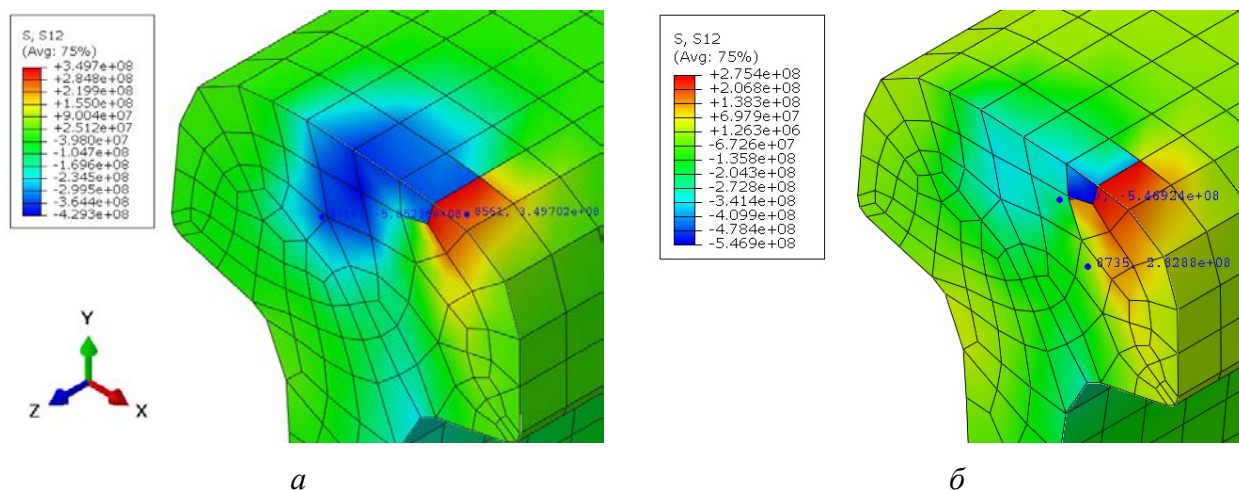 S, S12
(Avg: 75%)
+3.497e+08
+2.848e+08
+2.199e+08
+1.550e+08
+9.004e+07
+2.512e+07
-3.980e+07
-1.047e+08
-1.696e+08
-2.345e+08
-2.995e+08
-3.644e+08
-4.293e+08
8561, 3.49702e+08
Y
Z
X
а
S, S12
(Avg: 75%)
+2.754e+08
+2.068e+08
+1.383e+08
+6.979e+07
+1.263e+06
-6.726e+07
-1.358e+08
-2.043e+08
-2.728e+08
-3.414e+08
-4.099e+08
-4.784e+08
-5.469e+08
-5.46924e+08
8735, 2.8288e+08
б